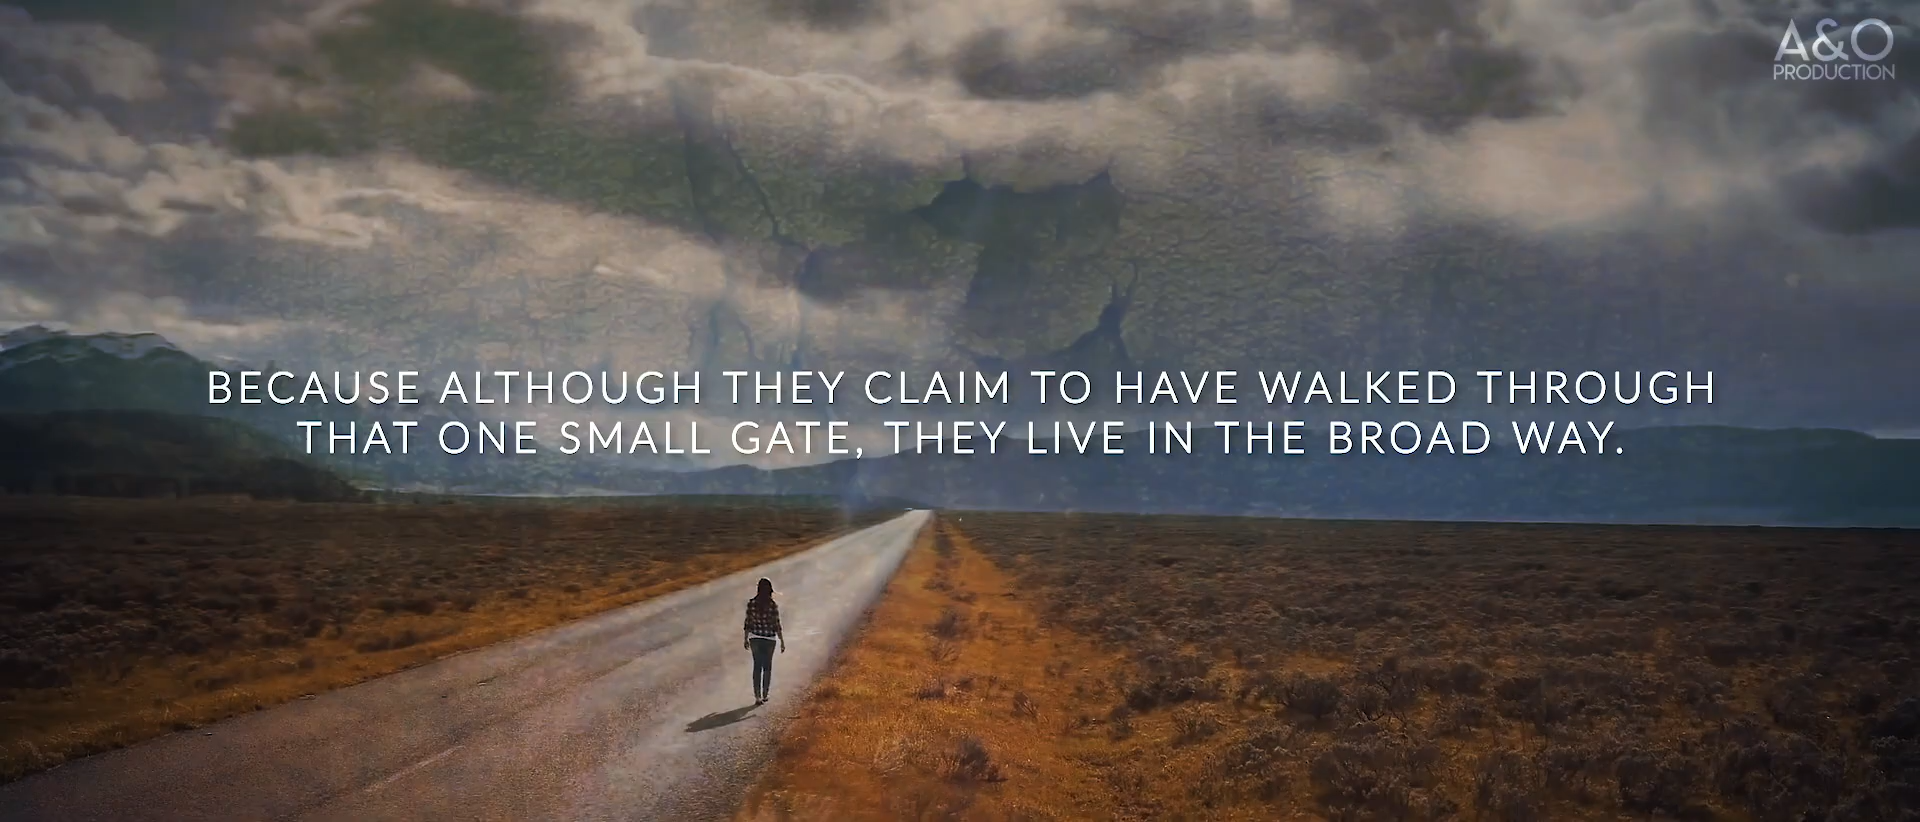 A&O
PRODUCTION
BECAUSE ALTHOUGH THEY CLAIM TO HAVE WALKED THROUGH
THAT ONE SMALL GATE, THEY LIVE IN THE BROAD WAY.